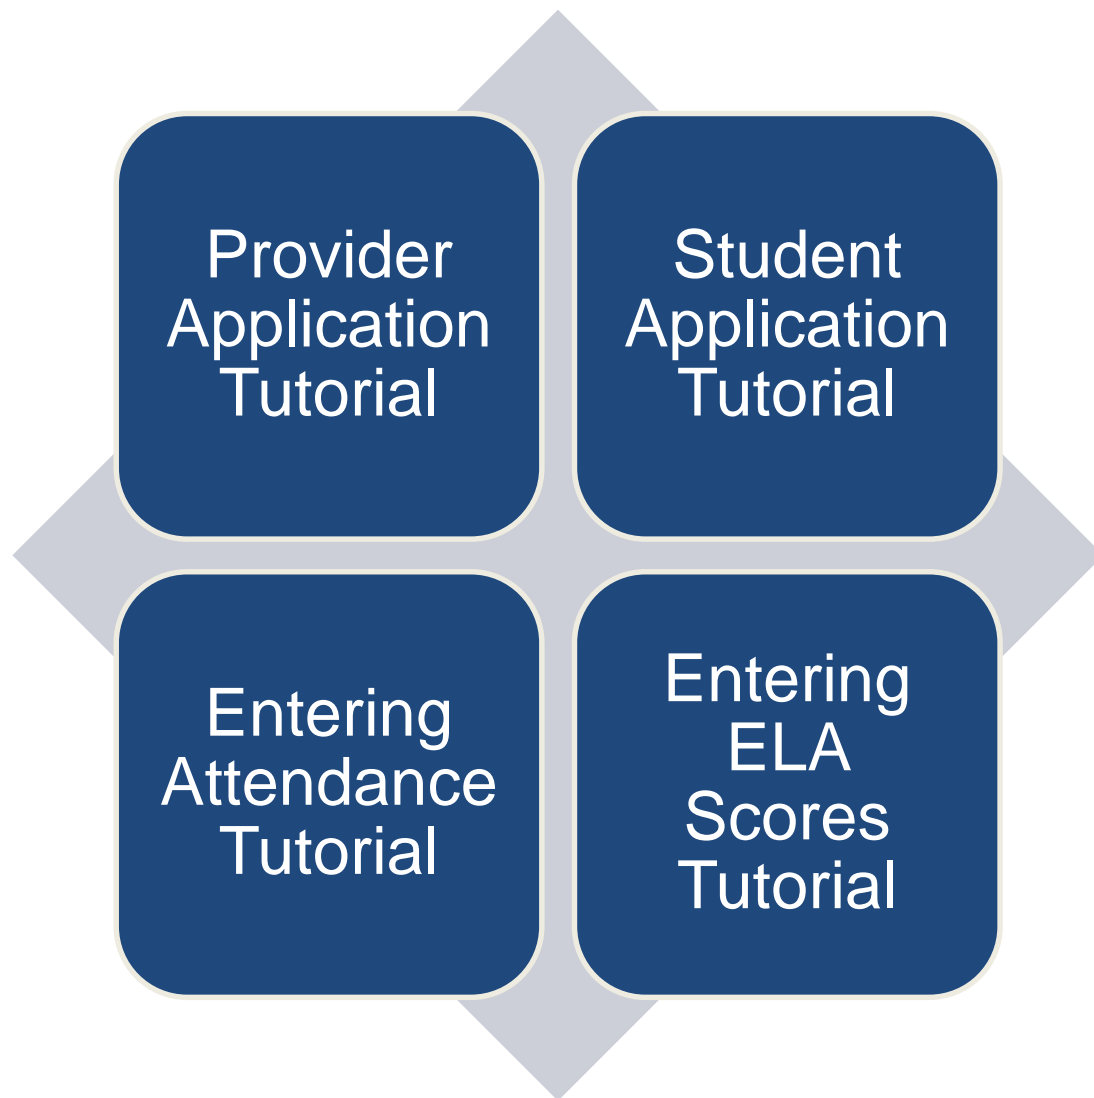 Provider
Application
Tutorial
Student
Application
Tutorial
Entering
Attendance
Tutorial
Entering
ELA
Scores
Tutorial